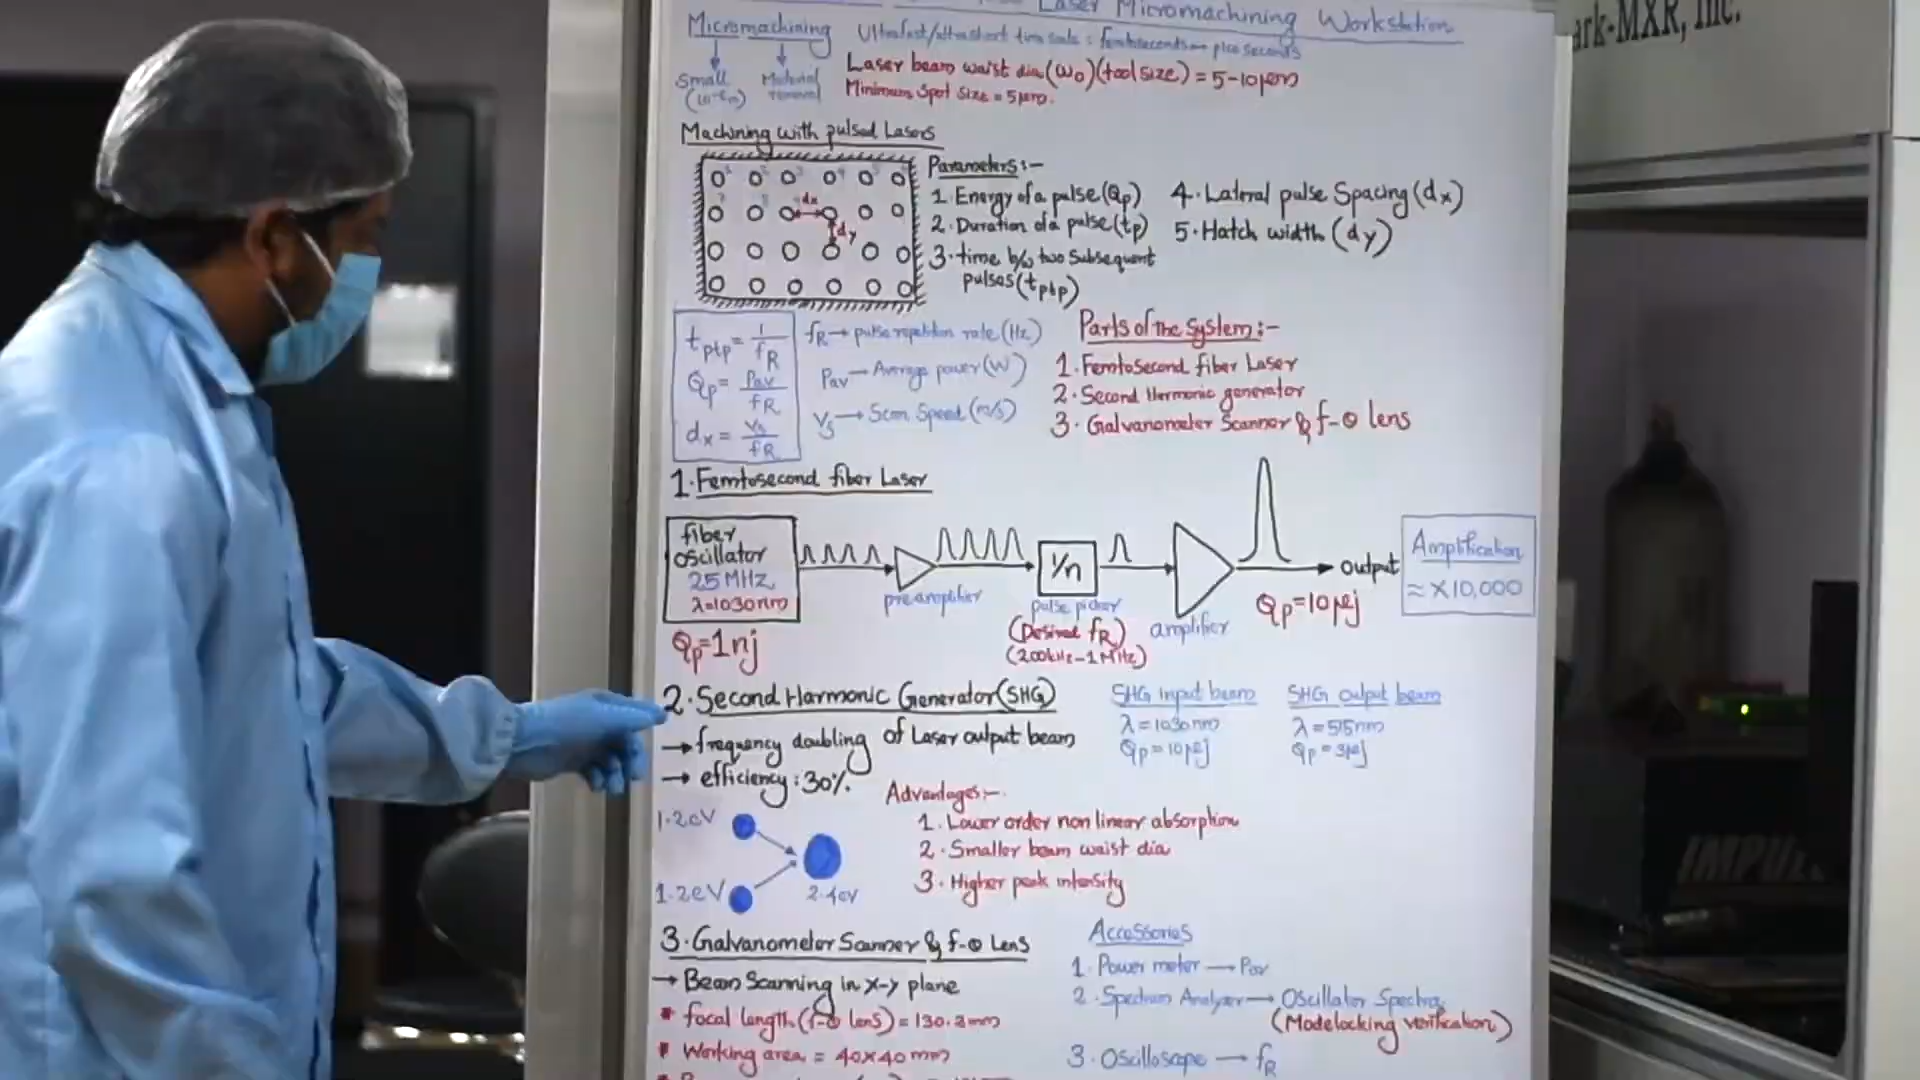 Laser Micromachining Workstation
ark-MXR, Inc.
Micromachining
Small
Material
removal
Ultrafast/ultrashort time scale: femtoseconds - pico seconds
Laser beam waist dia (ω0)(tool size) = 5-10μm
Minimum Spot Size = 5μm.
Machining with pulsed Lasers
dx
dy
Parameters:-
1. Energy of a pulse (Qp)
2. Duration of a pulse (tp)
3. time b/w two Subsequent
pulses (tptp)
4. Lateral pulse Spacing (dx)
5. Hatch width (dy)
tptp = 1/fR
Qp = Pav/fR
dx = Vs/fR
fR → pulse repetition rate (Hz)
Pav → Average power (W)
Vs → Scan Speed (m/s)
Parts of the System:-
1. Femtosecond fiber Laser
2. Second Harmonic generator
3. Galvanometer Scanner & f-θ lens
1. Femtosecond fiber Laser
fiber
oscillator
25 MHz
λ=1030nm
Qp=1nj
preamplifier
1/n
pulse picker
(Desired fR)
(200kHz-1MHz)
amplifier
output
Qp=10μj
Amplification
≈ ×10,000
2. Second Harmonic Generator (SHG)
→ frequency doubling of Laser output beam
→ efficiency: 30%.
SHG input beam
λ=1030nm
Qp=10μj
SHG output beam
λ=515nm
Qp=3μj
1.2eV
1.2eV
2.4eV
Advantages:-
1. Lower order non linear absorption
2. Smaller beam waist dia
3. Higher peak intensity
3. Galvanometer Scanner & f-θ Lens
→ Beam Scanning in x-y plane
* focal length (f-θ lens) = 130.2mm
* Working area = 40×40mm
Accessories
1. Power meter → Pav
2. Spectrum Analyzer → Oscillator Spectra
(Modelocking verification)
3. Oscilloscope → fR
IMPUL